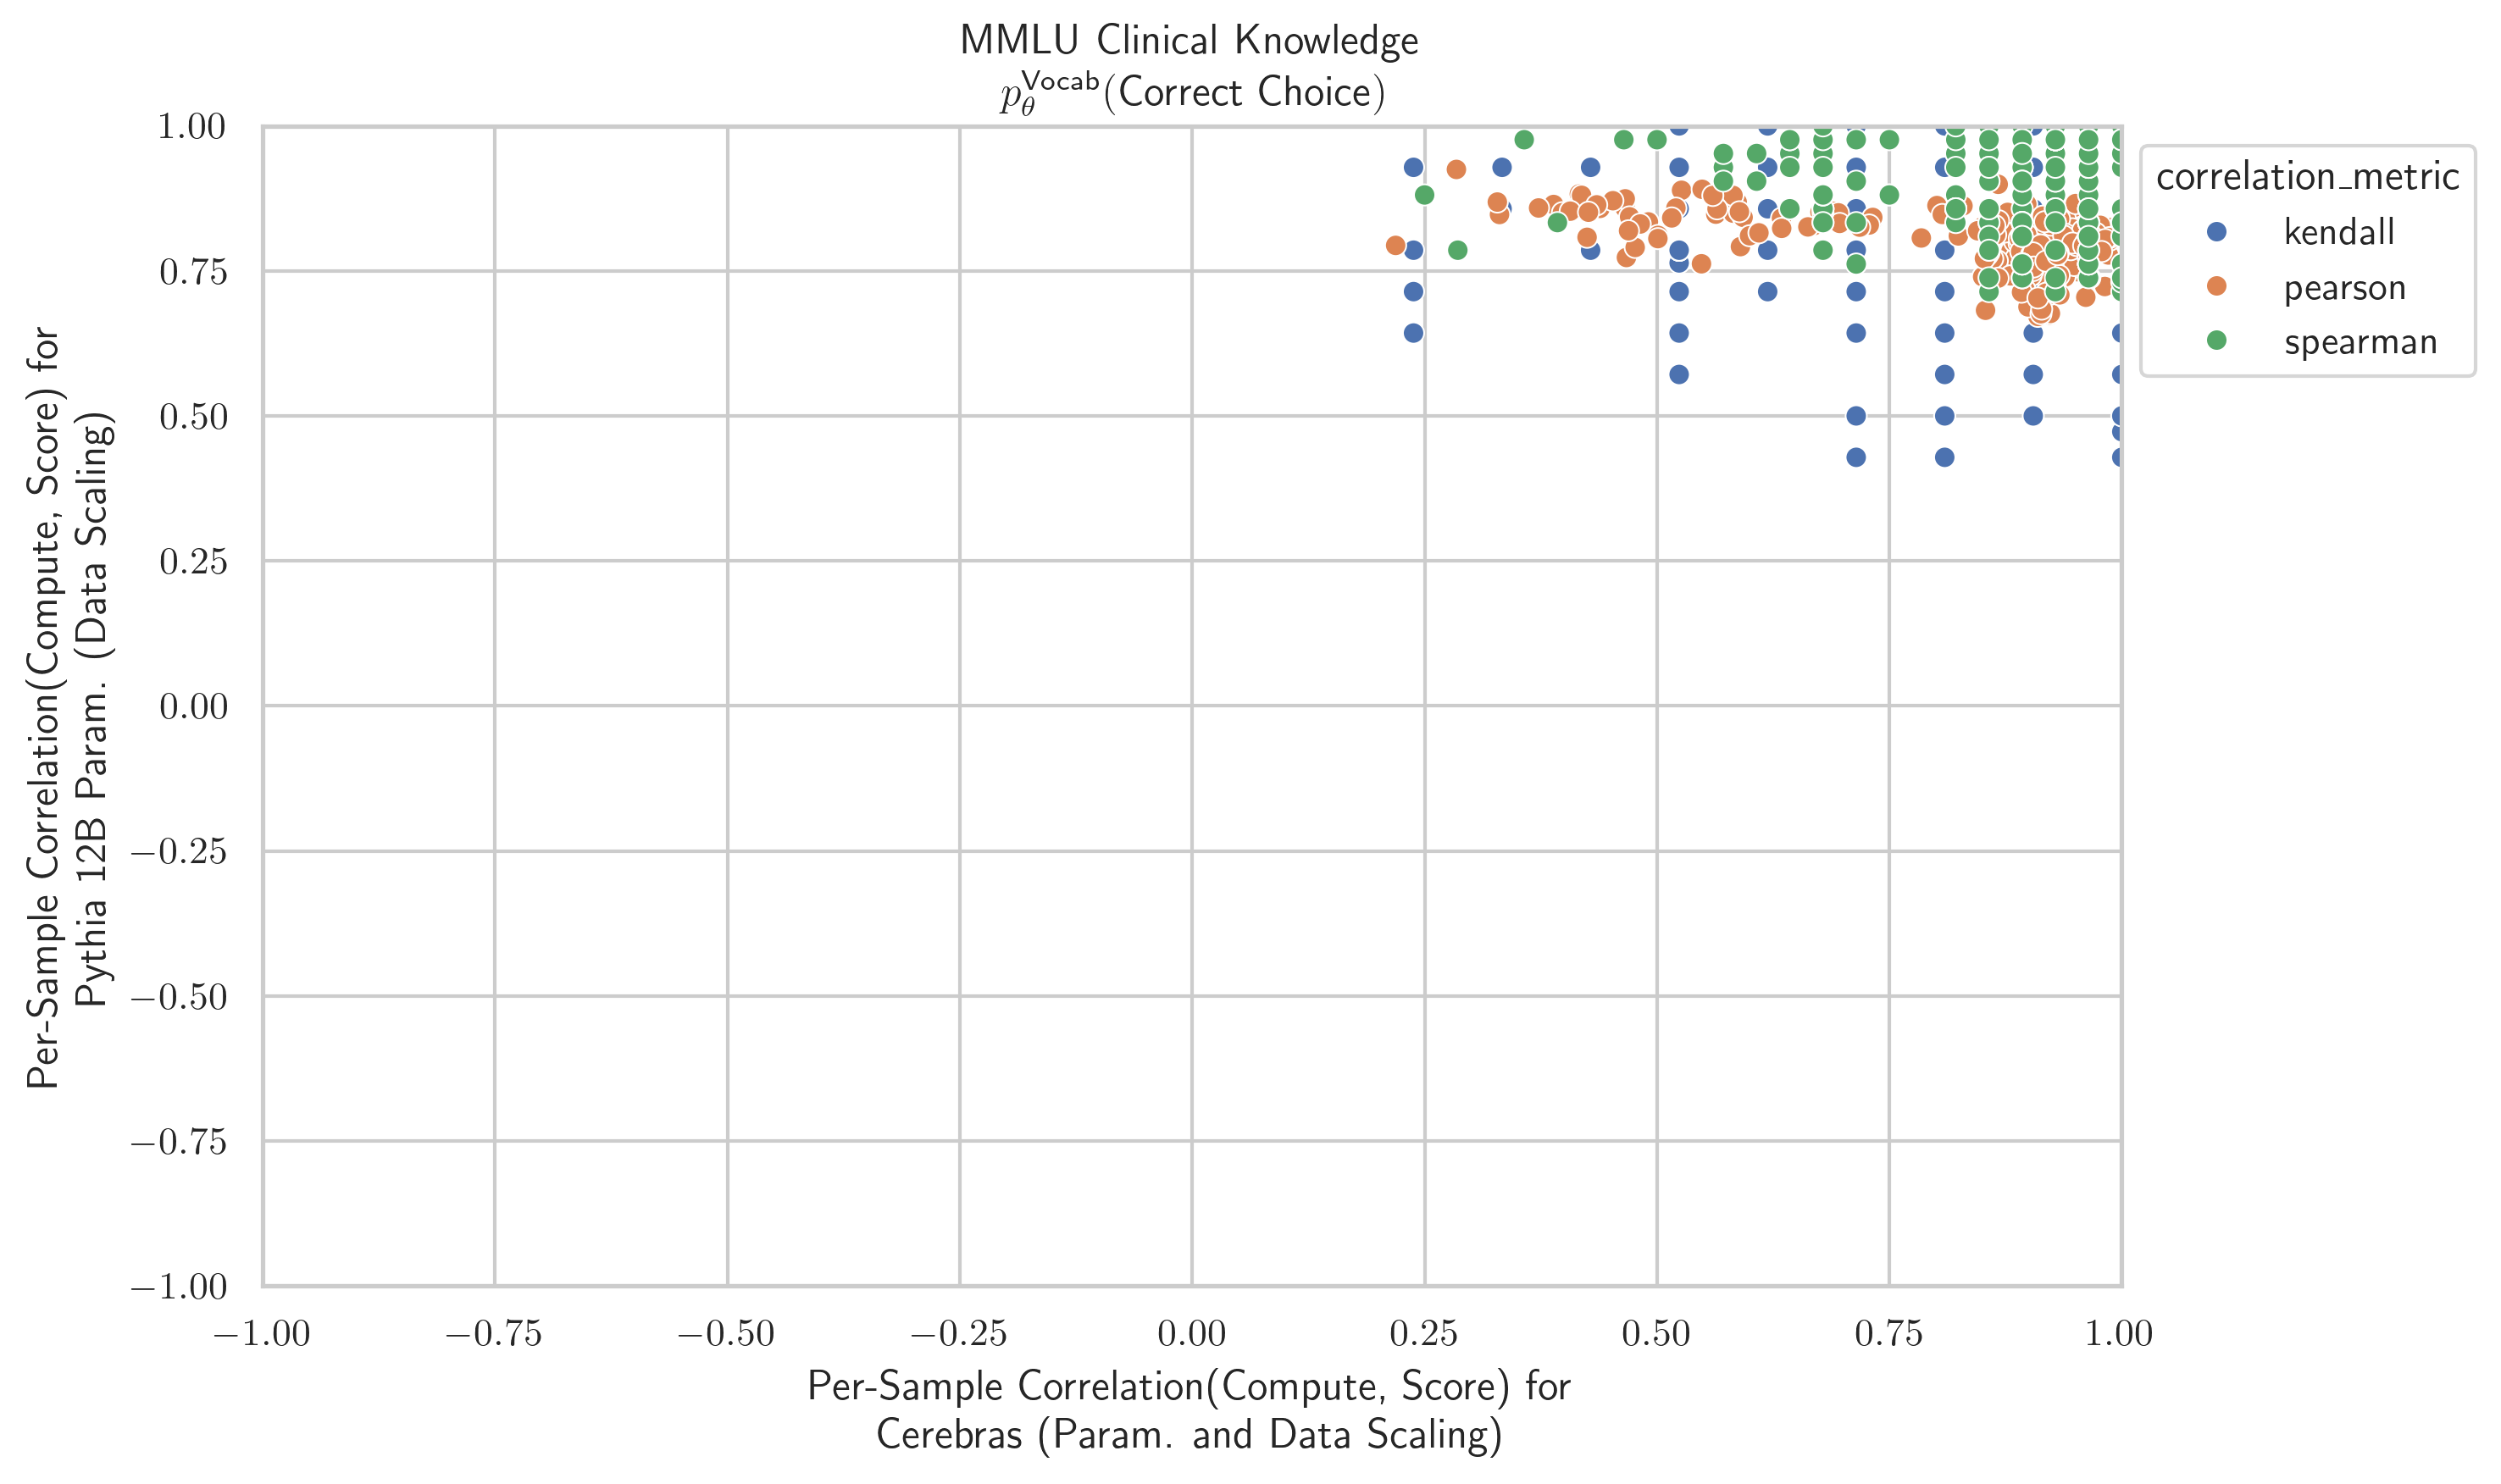 MMLU Clinical Knowledge
p_θ^Vocab(Correct Choice)
1.00
0.75
0.50
0.25
0.00
−0.25
−0.50
−0.75
−1.00
Per-Sample Correlation(Compute, Score) for
Pythia 12B Param. (Data Scaling)
−1.00 −0.75 −0.50 −0.25 0.00 0.25 0.50 0.75 1.00
Per-Sample Correlation(Compute, Score) for
Cerebras (Param. and Data Scaling)
correlation_metric
kendall
pearson
spearman